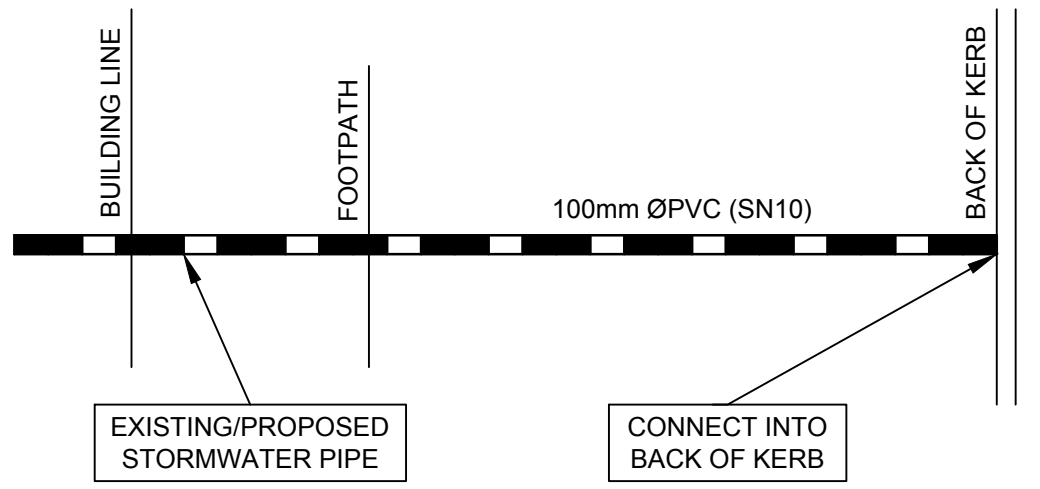 BUILDING LINE
FOOTPATH
100mm ØPVC (SN10)
BACK OF KERB
EXISTING/PROPOSED
STORMWATER PIPE
CONNECT INTO
BACK OF KERB